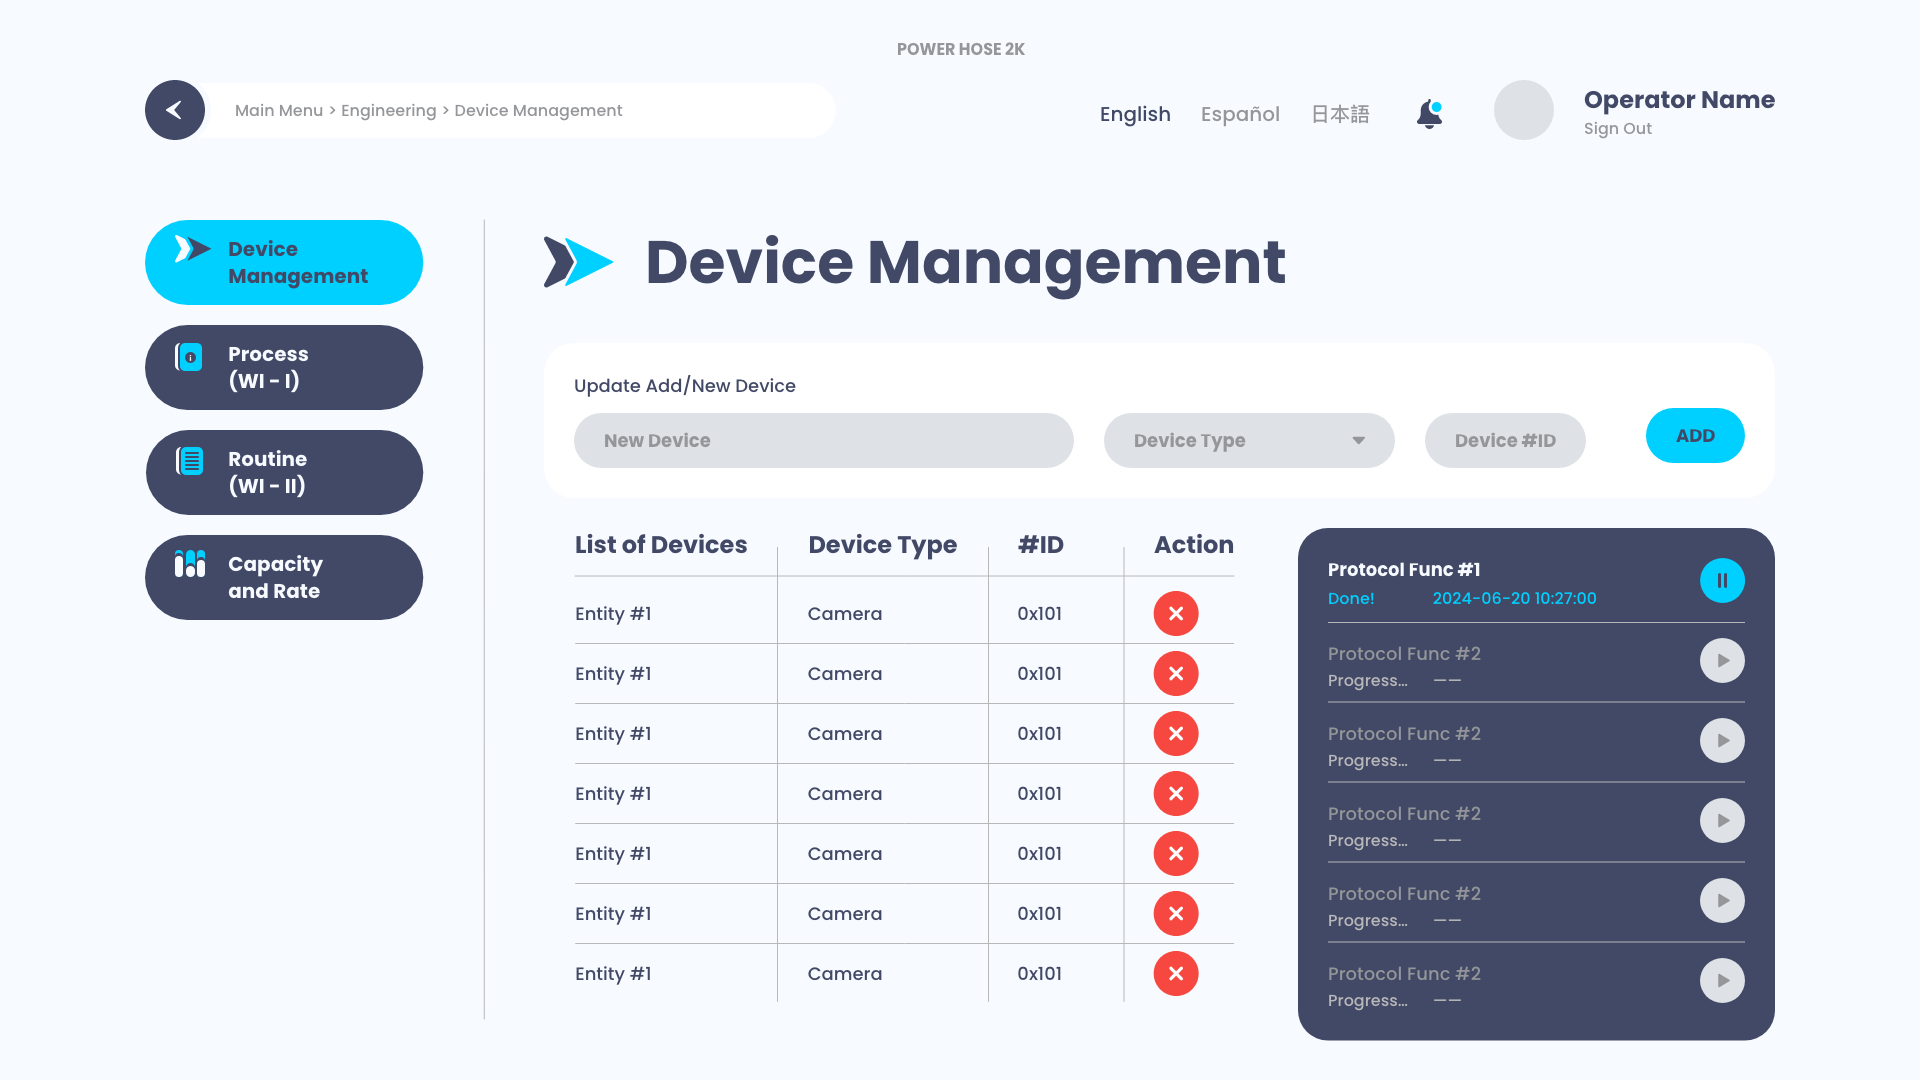 POWER HOSE 2K
Main Menu > Engineering > Device Management
English Español 日本語
Operator Name
Sign Out
Device
Management
Process
(WI - I)
Routine
(WI - II)
Capacity
and Rate
Device Management
Update Add/New Device
New Device Device Type Device #ID ADD
List of Devices Device Type #ID Action
Entity #1 Camera 0x101
Entity #1 Camera 0x101
Entity #1 Camera 0x101
Entity #1 Camera 0x101
Entity #1 Camera 0x101
Entity #1 Camera 0x101
Entity #1 Camera 0x101
Protocol Func #1
Done! 2024-06-20 10:27:00
Protocol Func #2
Progress... ——
Protocol Func #2
Progress... ——
Protocol Func #2
Progress... ——
Protocol Func #2
Progress... ——
Protocol Func #2
Progress... ——